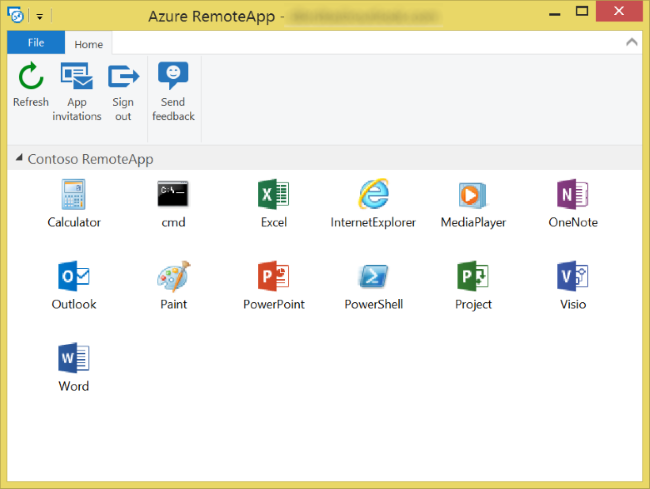 Azure RemoteApp -
File Home
Refresh App invitations Sign out Send feedback
Contoso RemoteApp
Calculator cmd Excel InternetExplorer MediaPlayer OneNote
Outlook Paint PowerPoint PowerShell Project Visio
Word